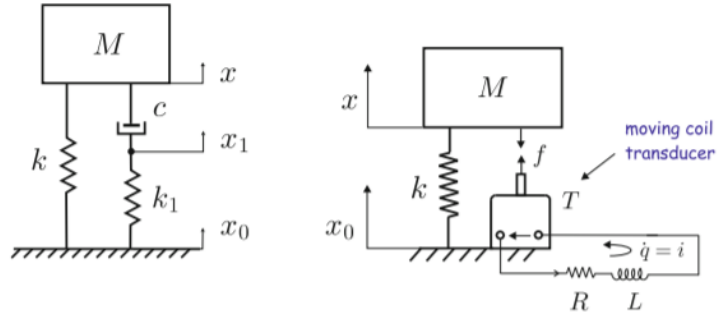 M
x
c
x₁
k
k₁
x₀
M
x
moving coil
transducer
f
k
T
x₀
q̇ = i
R
L